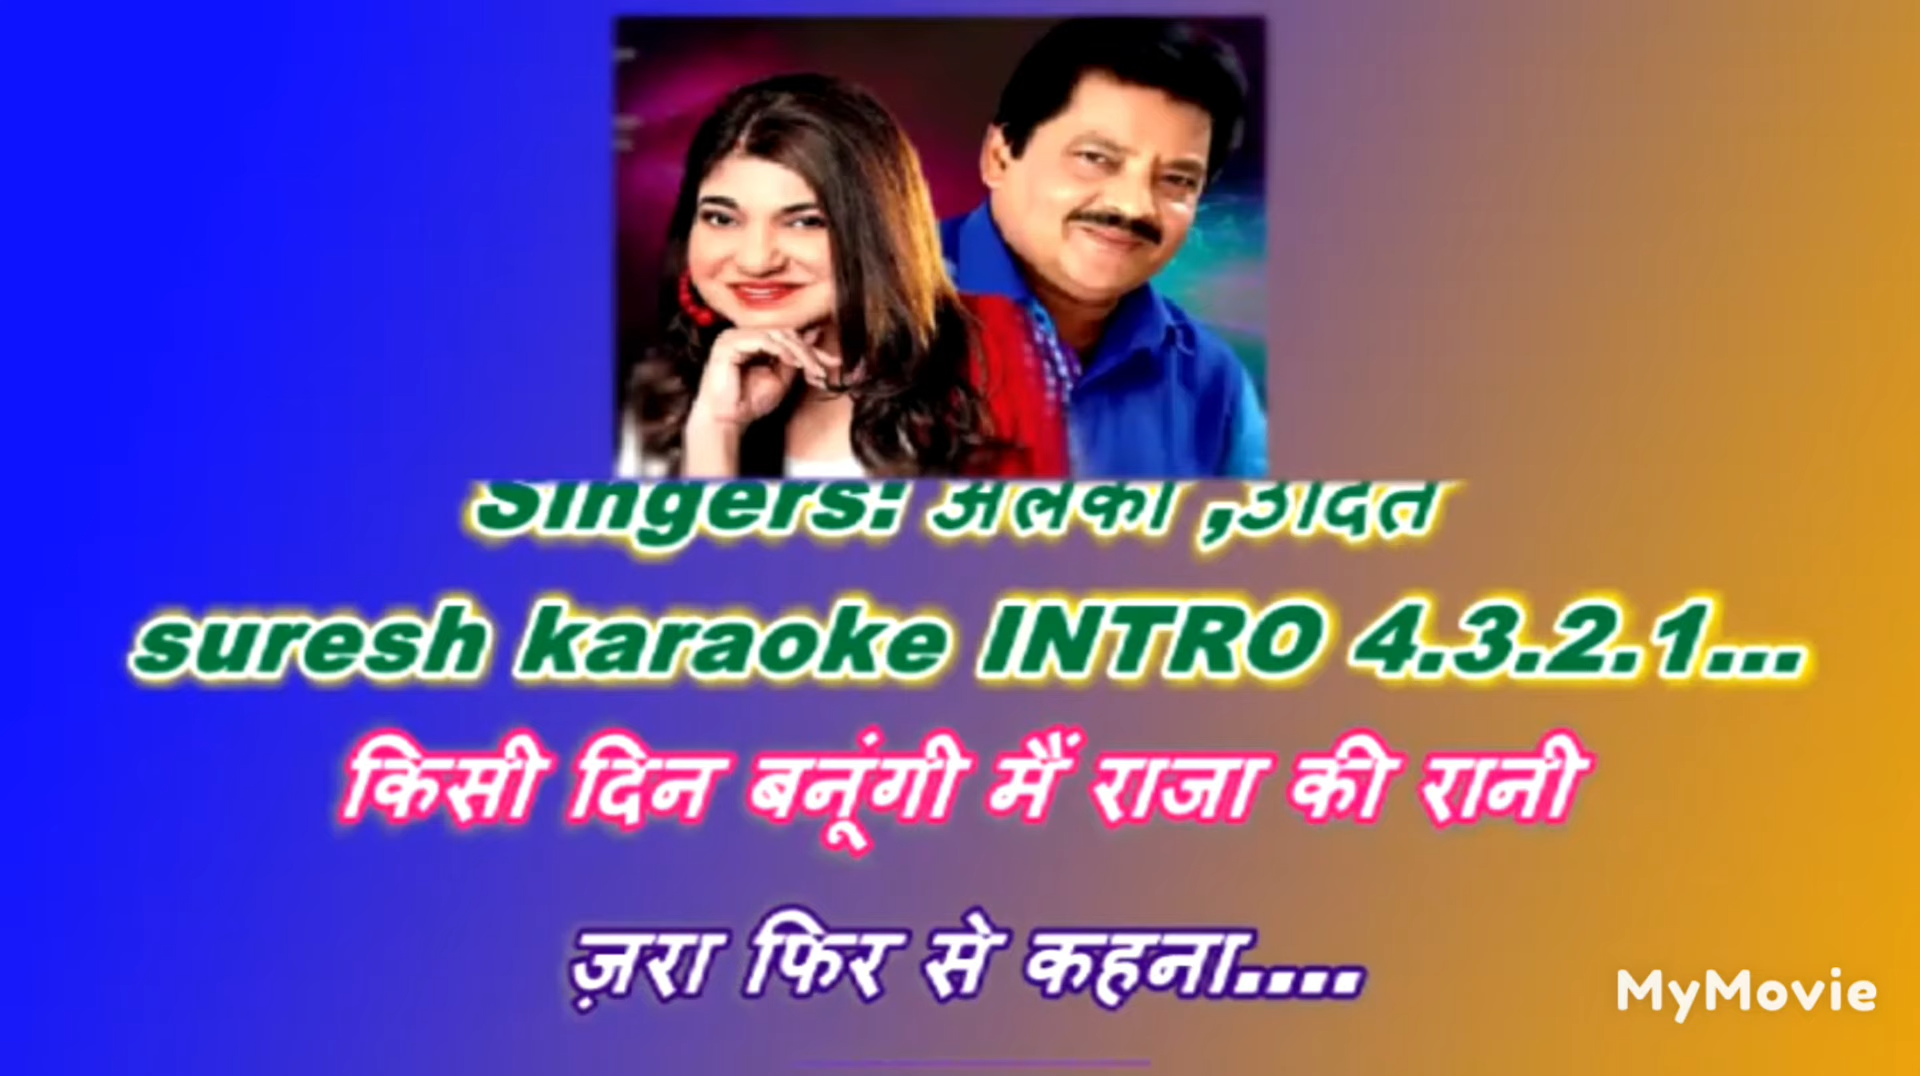 Singers: अलका ,उदित
suresh karaoke INTRO 4.3.2.1...
किसी दिन बनूंगी मैं राजा की रानी
ज़रा फिर से कहना....
MyMovie